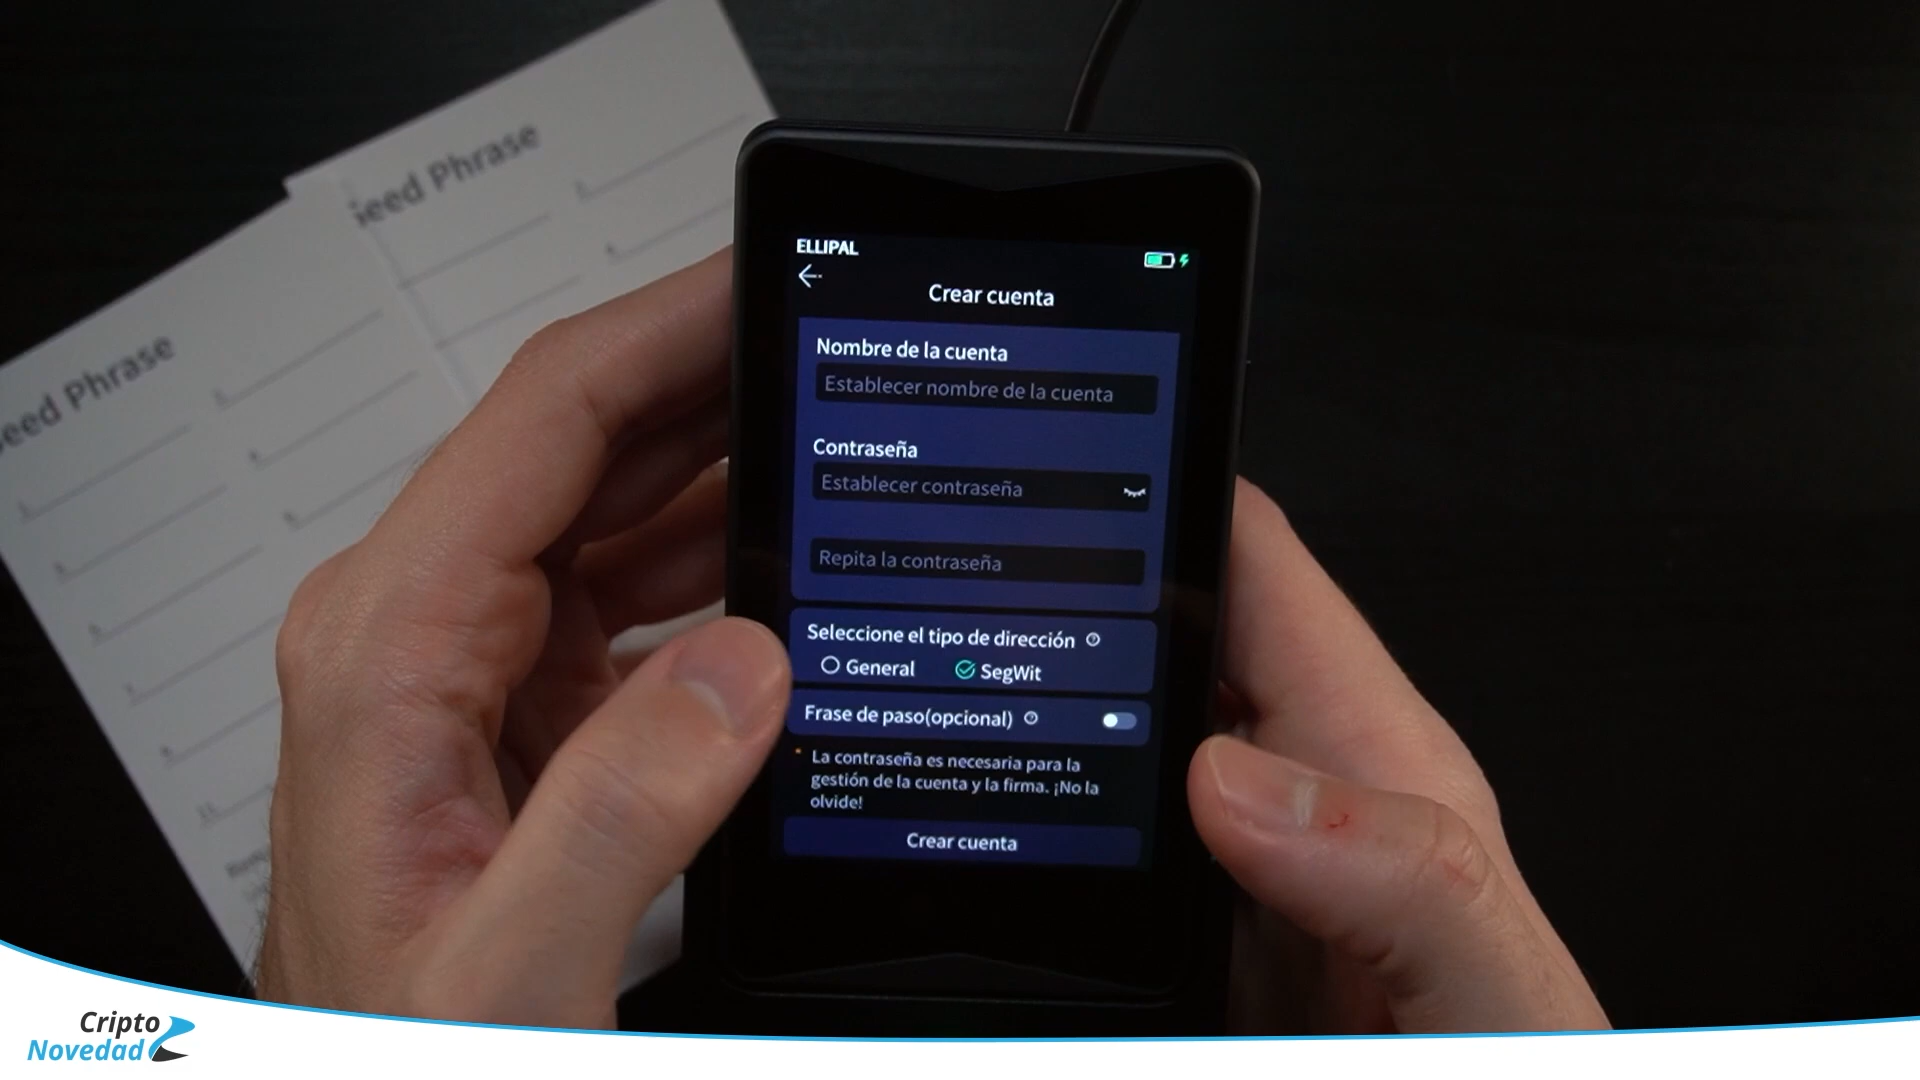 Seed Phrase
Seed Phrase
ELLIPAL
Crear cuenta
Nombre de la cuenta
Establecer nombre de la cuenta
Contraseña
Establecer contraseña
Repita la contraseña
Seleccione el tipo de dirección
General SegWit
Frase de paso(opcional)
* La contraseña es necesaria para la
gestión de la cuenta y la firma. ¡No la
olvide!
Crear cuenta
Cripto
Novedad